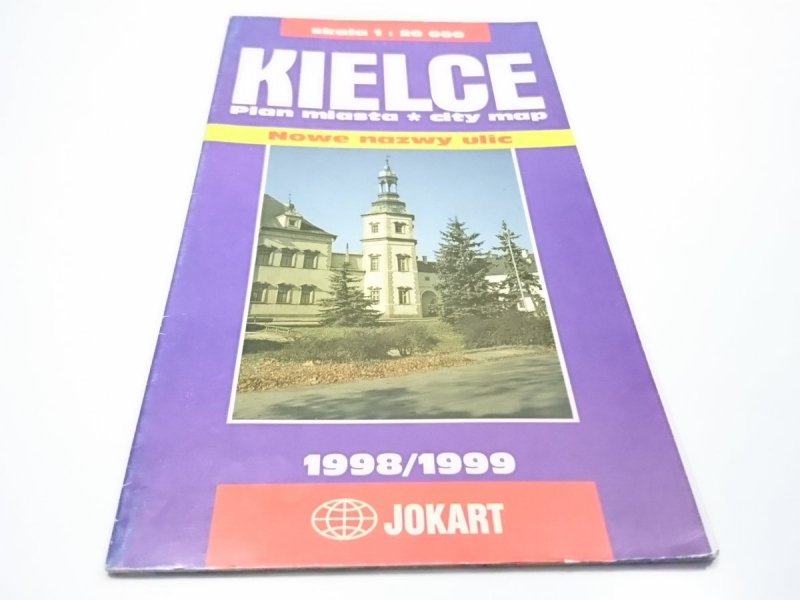 skala 1 : 20 000
KIELCE
Plan miasta * city map
Nowe nazwy ulic
1998/1999
JOKART